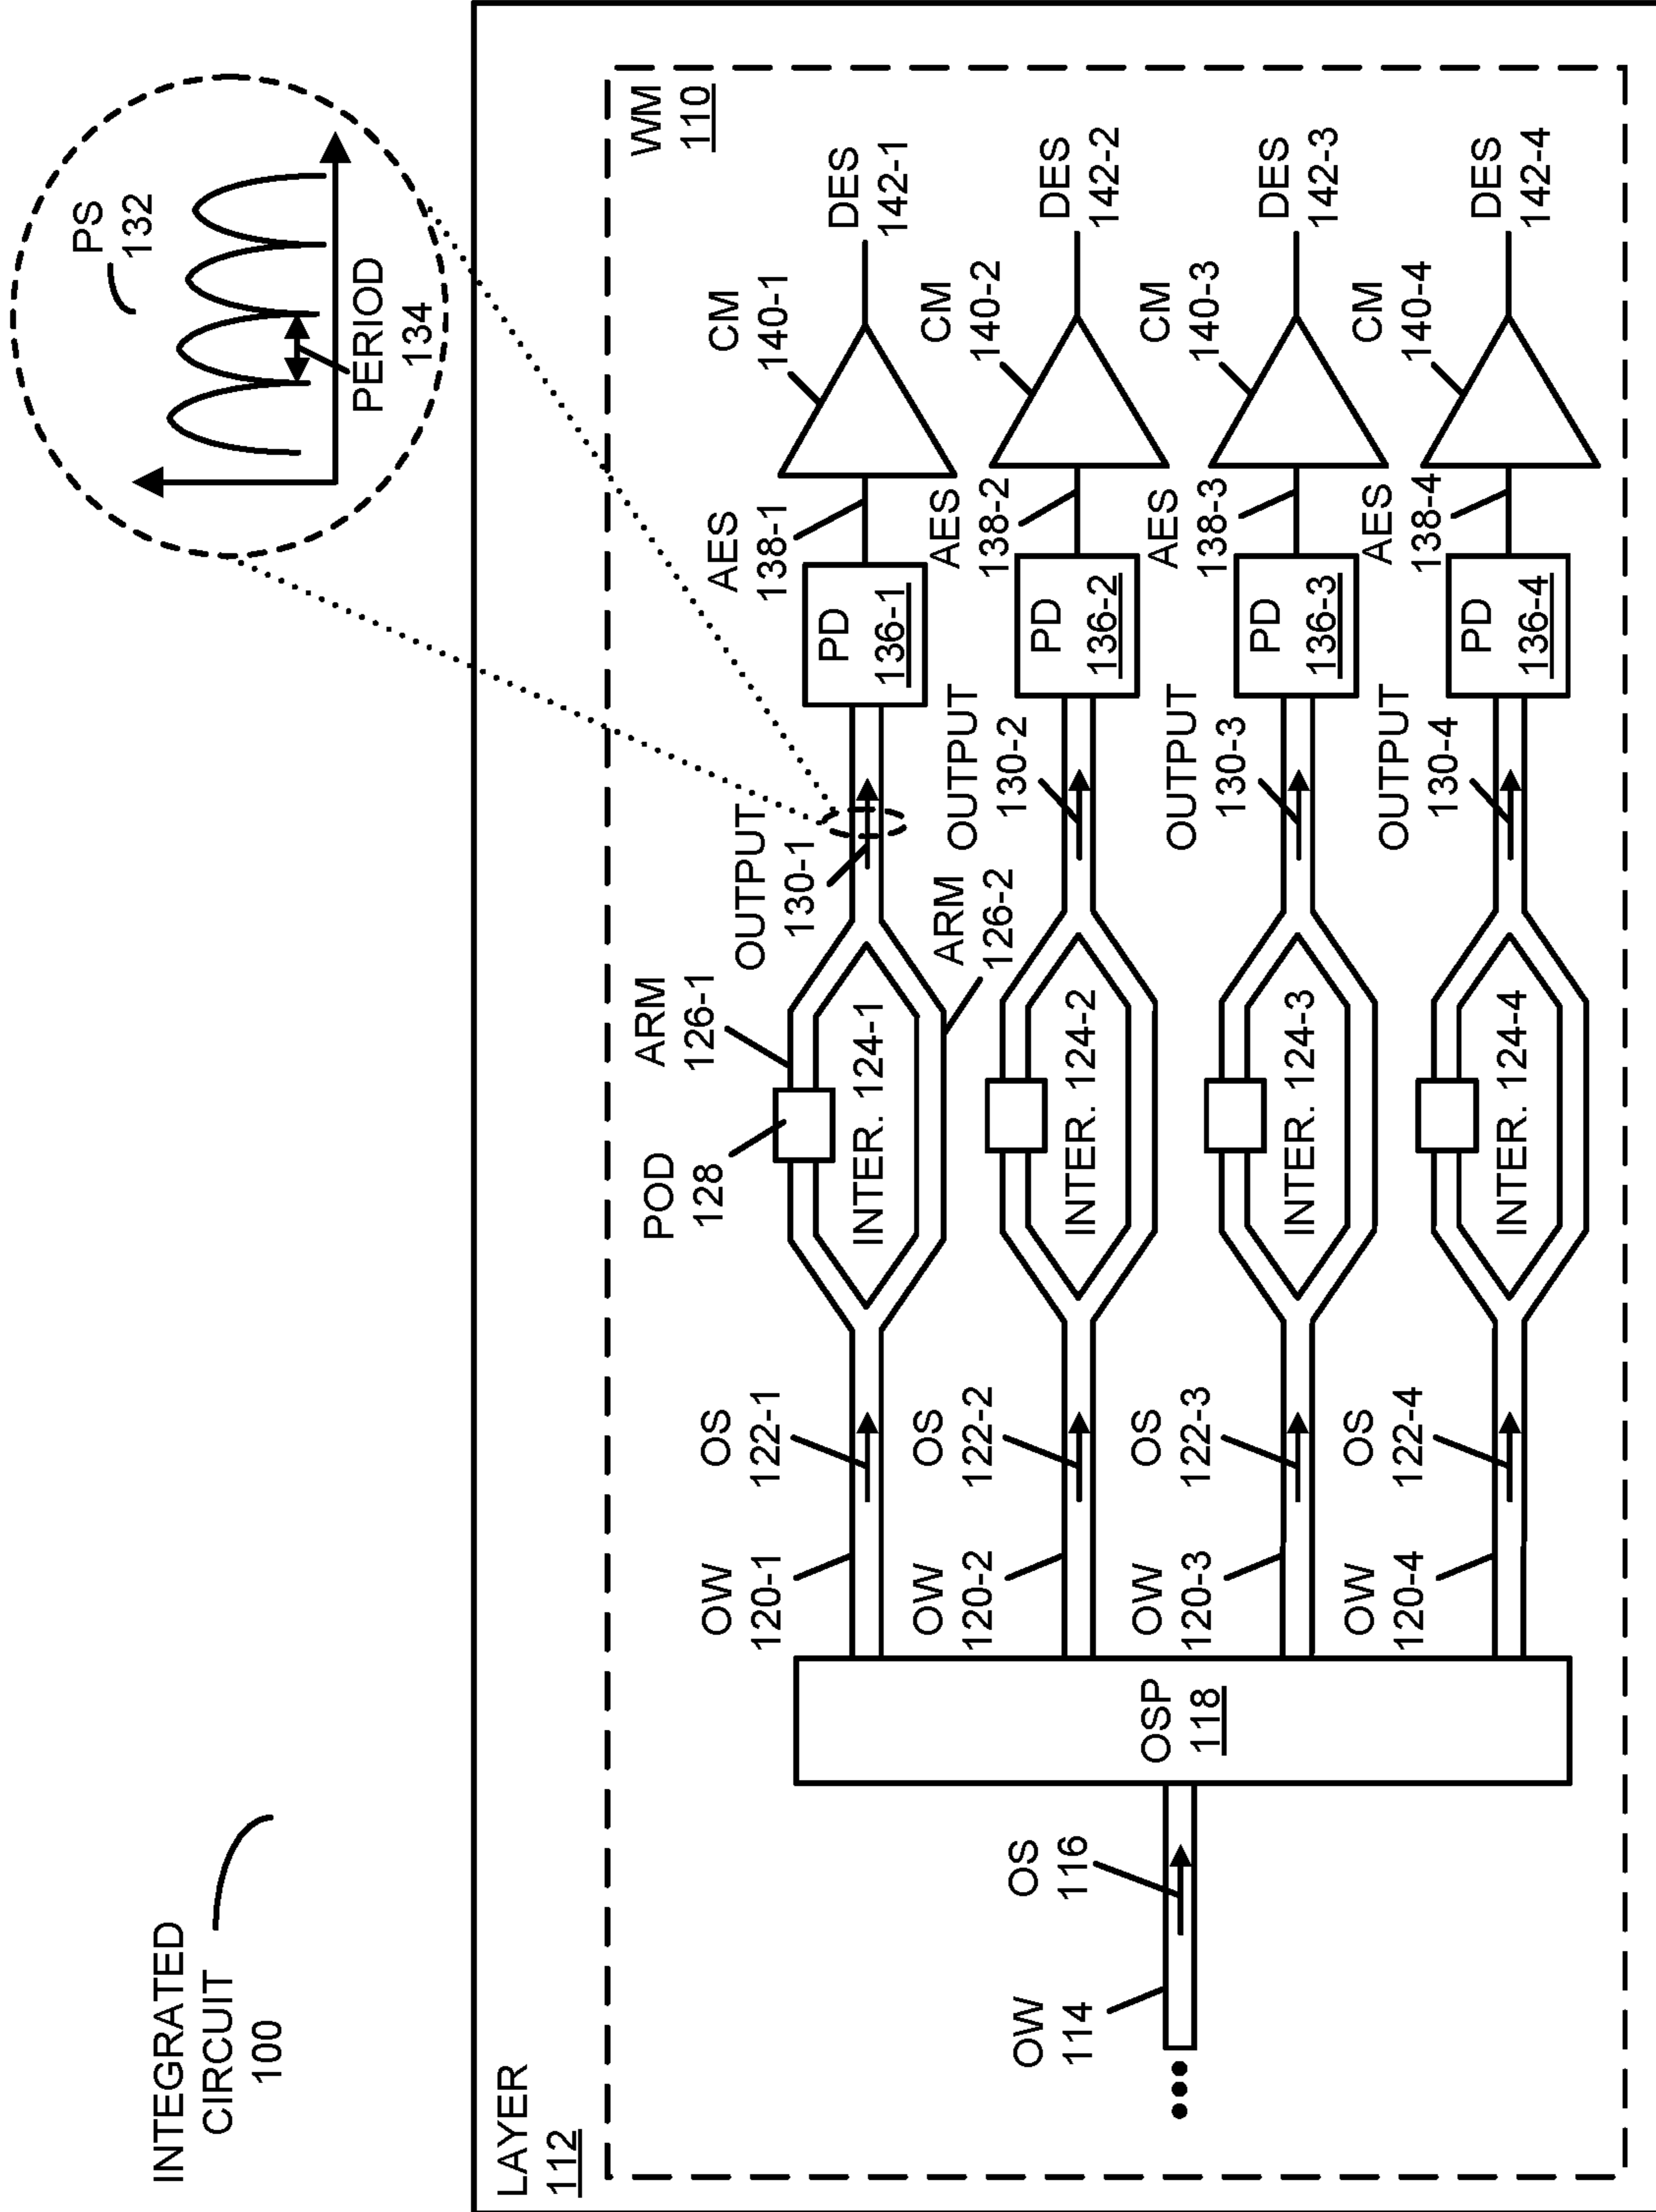 INTEGRATED
CIRCUIT
100
PS
132
PERIOD
134
LAYER
112
WM
110
OW
114
OS
116
OSP
118
OW
120-1
OS
122-1
POD
128
ARM
126-1
INTER. 124-1
ARM
126-2
OUTPUT
130-1
PD
136-1
AES
138-1
CM
140-1
DES
142-1
OW
120-2
OS
122-2
INTER. 124-2
OUTPUT
130-2
PD
136-2
AES
138-2
CM
140-2
DES
142-2
OW
120-3
OS
122-3
INTER. 124-3
OUTPUT
130-3
PD
136-3
AES
138-3
CM
140-3
DES
142-3
OW
120-4
OS
122-4
INTER. 124-4
OUTPUT
130-4
PD
136-4
AES
138-4
CM
140-4
DES
142-4